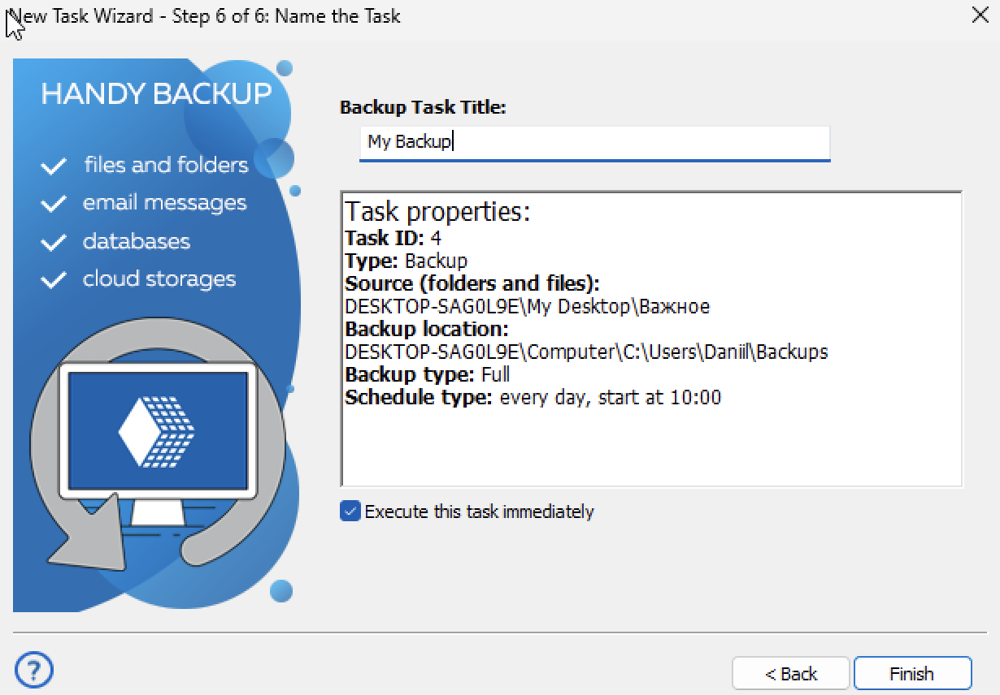 New Task Wizard - Step 6 of 6: Name the Task
HANDY BACKUP
files and folders
email messages
databases
cloud storages
Backup Task Title:
My Backup
Task properties:
Task ID: 4
Type: Backup
Source (folders and files):
DESKTOP-SAG0L9E\My Desktop\Важное
Backup location:
DESKTOP-SAG0L9E\Computer\C:\Users\Daniil\Backups
Backup type: Full
Schedule type: every day, start at 10:00
Execute this task immediately
?
< Back
Finish